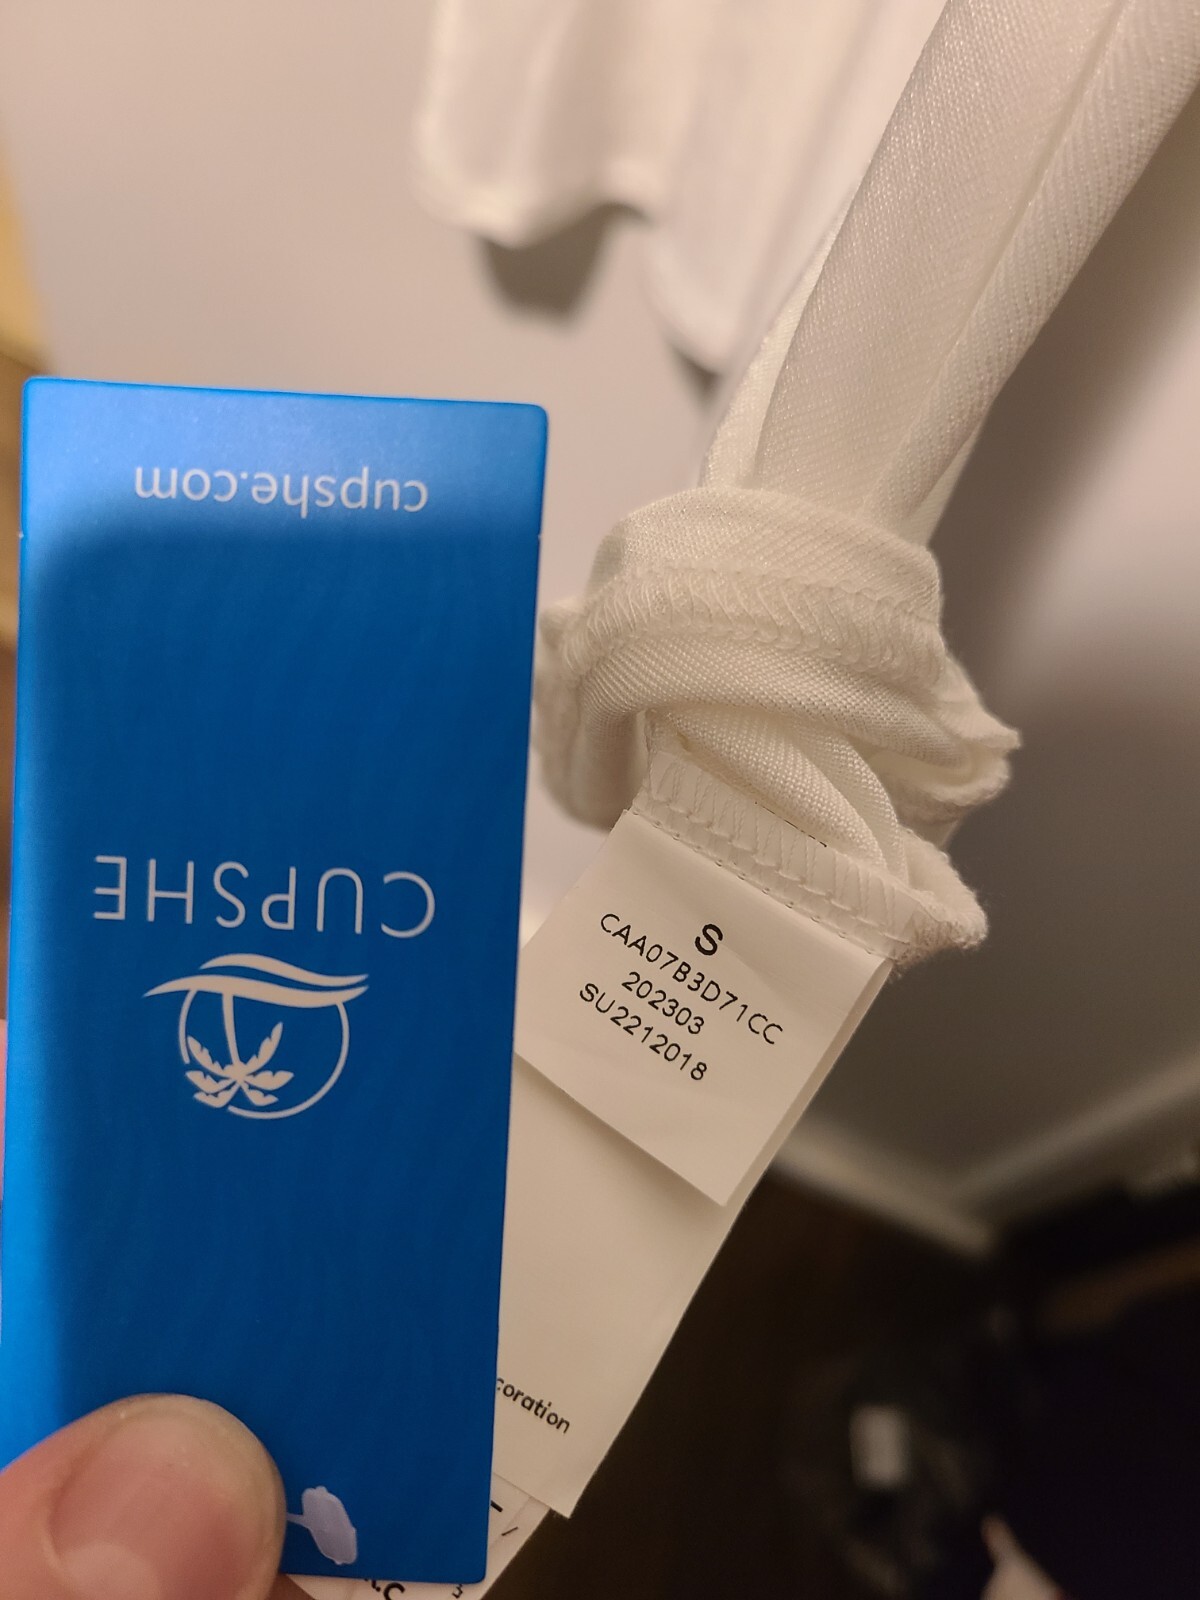 cupshe.com
CUPSHE
S
CAA07B3D71CC
202303
SU2212018
coration